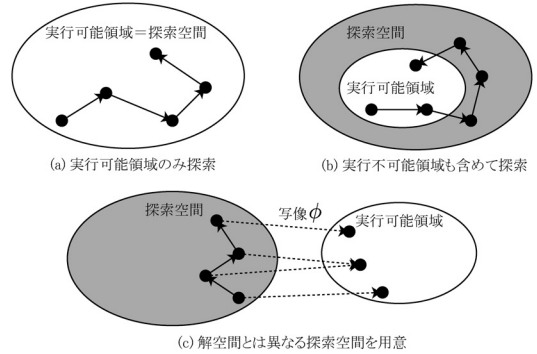 実行可能領域=探索空間
(a) 実行可能領域のみ探索
探索空間
実行可能領域
(b) 実行不可能領域も含めて探索
探索空間
写像ϕ
実行可能領域
(c) 解空間とは異なる探索空間を用意